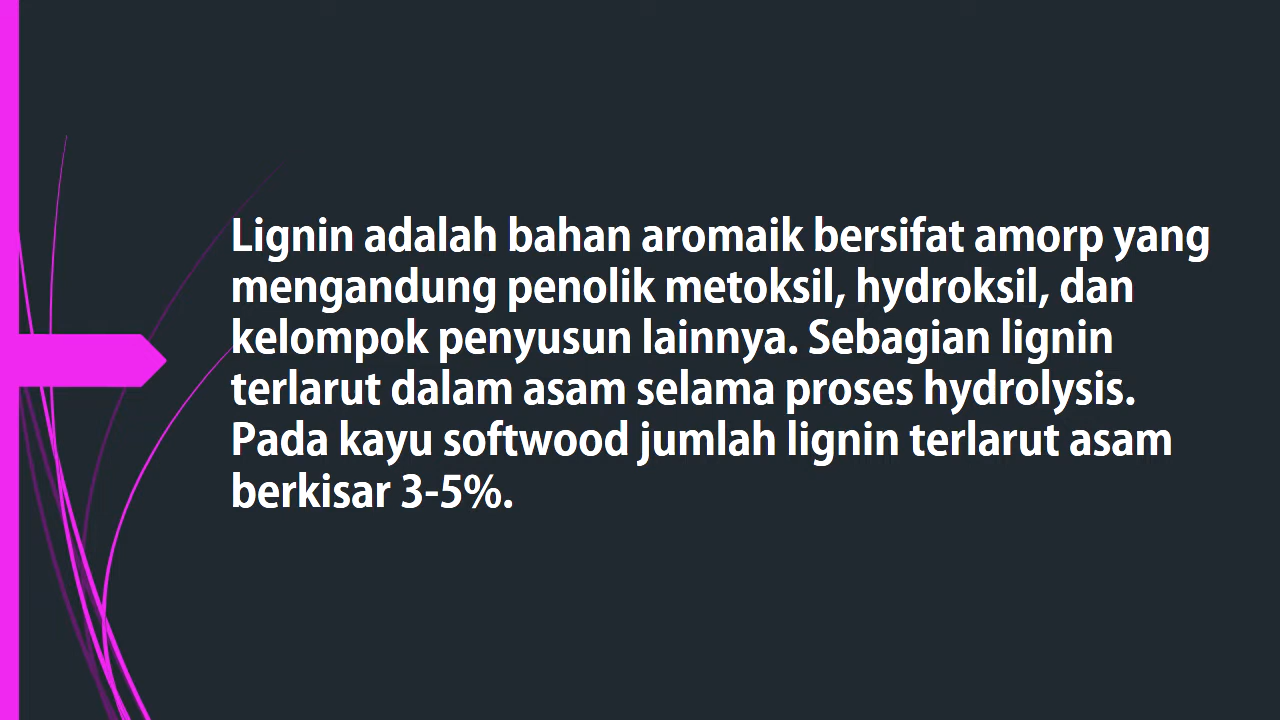 Lignin adalah bahan aromaik bersifat amorp yang
mengandung penolik metoksil, hydroksil, dan
kelompok penyusun lainnya. Sebagian lignin
terlarut dalam asam selama proses hydrolysis.
Pada kayu softwood jumlah lignin terlarut asam
berkisar 3-5%.